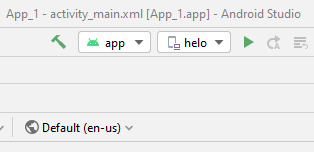 App_1 - activity_main.xml [App_1.app] - Android Studio
app helo
Default (en-us)